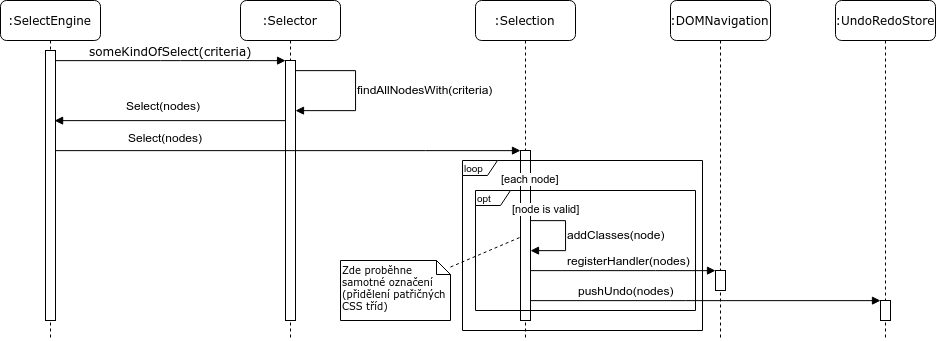 :SelectEngine
:Selector
:Selection
:DOMNavigation
:UndoRedoStore
someKindOfSelect(criteria)
findAllNodesWith(criteria)
Select(nodes)
Select(nodes)
loop
[each node]
opt
[node is valid]
addClasses(node)
registerHandler(nodes)
Zde proběhne
samotné označení
(přidělení patřičných
CSS tříd)
pushUndo(nodes)